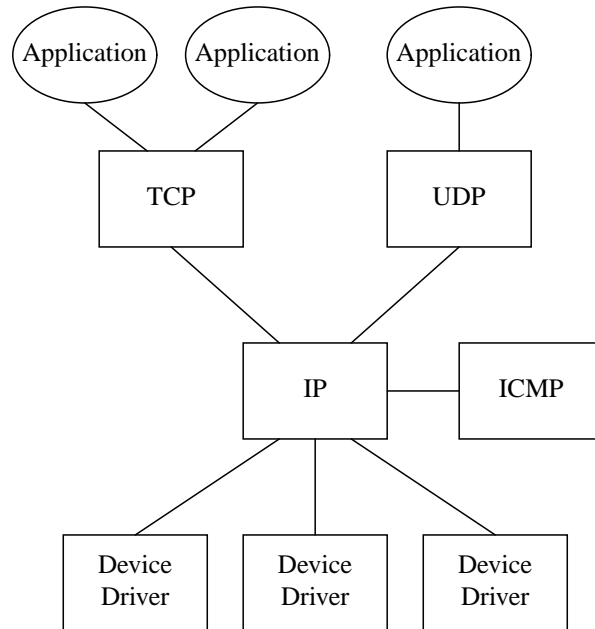 Application
Application
Application
TCP
UDP
IP
ICMP
Device
Driver
Device
Driver
Device
Driver